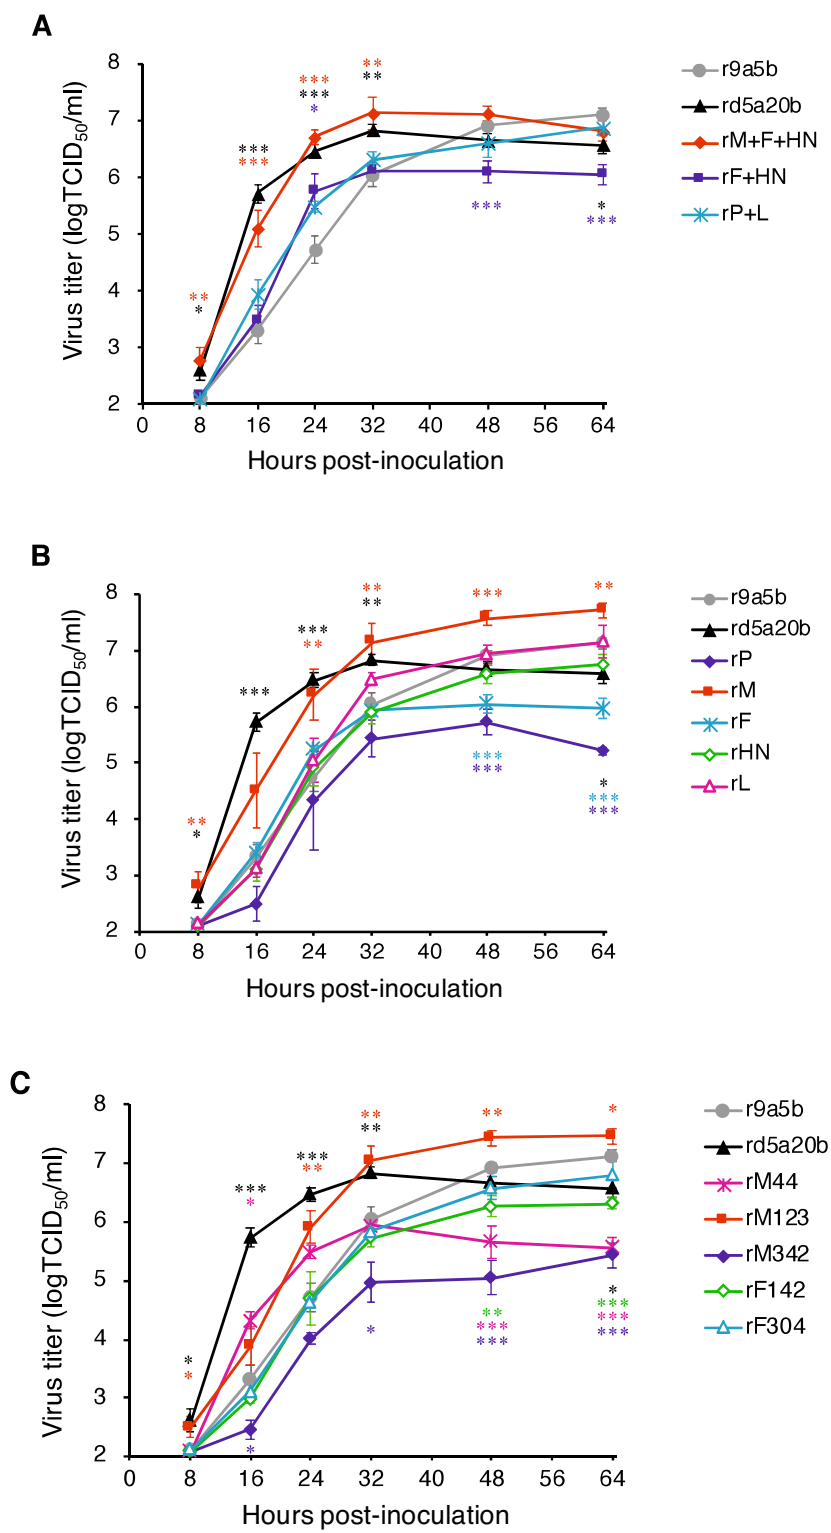 A
Virus titer (logTCID50/ml)
8
7
6
5
4
3
2
0 8 16 24 32 40 48 56 64
Hours post-inoculation
** 
*
***
***
***
***
*
**
**
***
*
***
r9a5b
rd5a20b
rM+F+HN
rF+HN
rP+L
B
Virus titer (logTCID50/ml)
8
7
6
5
4
3
2
0 8 16 24 32 40 48 56 64
Hours post-inoculation
**
*
***
***
**
**
**
***
***
***
**
*
***
***
r9a5b
rd5a20b
rP
rM
rF
rHN
rL
C
Virus titer (logTCID50/ml)
8
7
6
5
4
3
2
0 8 16 24 32 40 48 56 64
Hours post-inoculation
*
*
***
*
*
***
**
**
**
*
**
**
***
***
*
*
***
***
***
r9a5b
rd5a20b
rM44
rM123
rM342
rF142
rF304